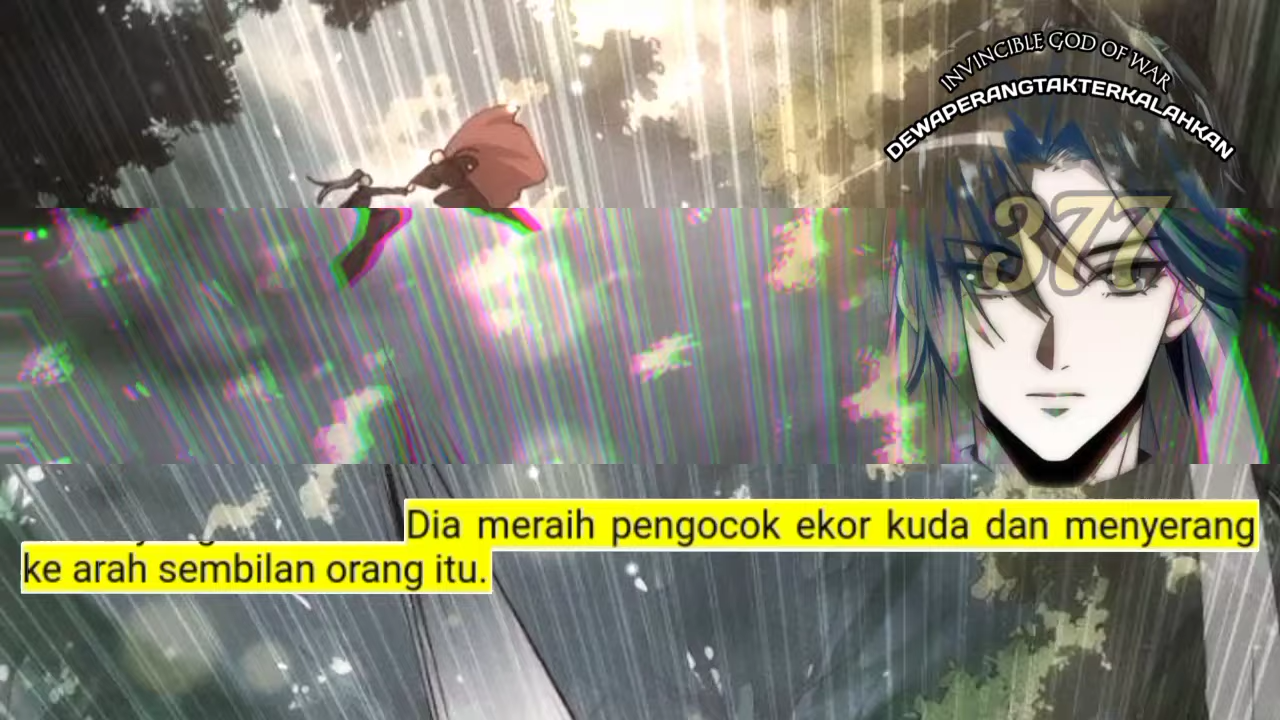 INVINCIBLE GOD OF WAR
DEWAPERANGTAKTERKALAHKAN
377
Dia meraih pengocok ekor kuda dan menyerang
ke arah sembilan orang itu.